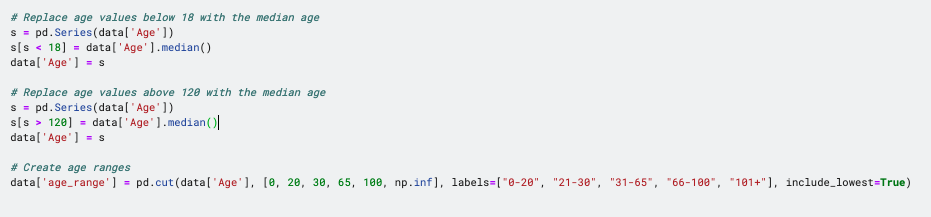 # Replace age values below 18 with the median age
s = pd.Series(data['Age'])
s[s < 18] = data['Age'].median()
data['Age'] = s
# Replace age values above 120 with the median age
s = pd.Series(data['Age'])
s[s > 120] = data['Age'].median()
data['Age'] = s
# Create age ranges
data['age_range'] = pd.cut(data['Age'], [0, 20, 30, 65, 100, np.inf], labels=["0-20", "21-30", "31-65", "66-100", "101+"], include_lowest=True)